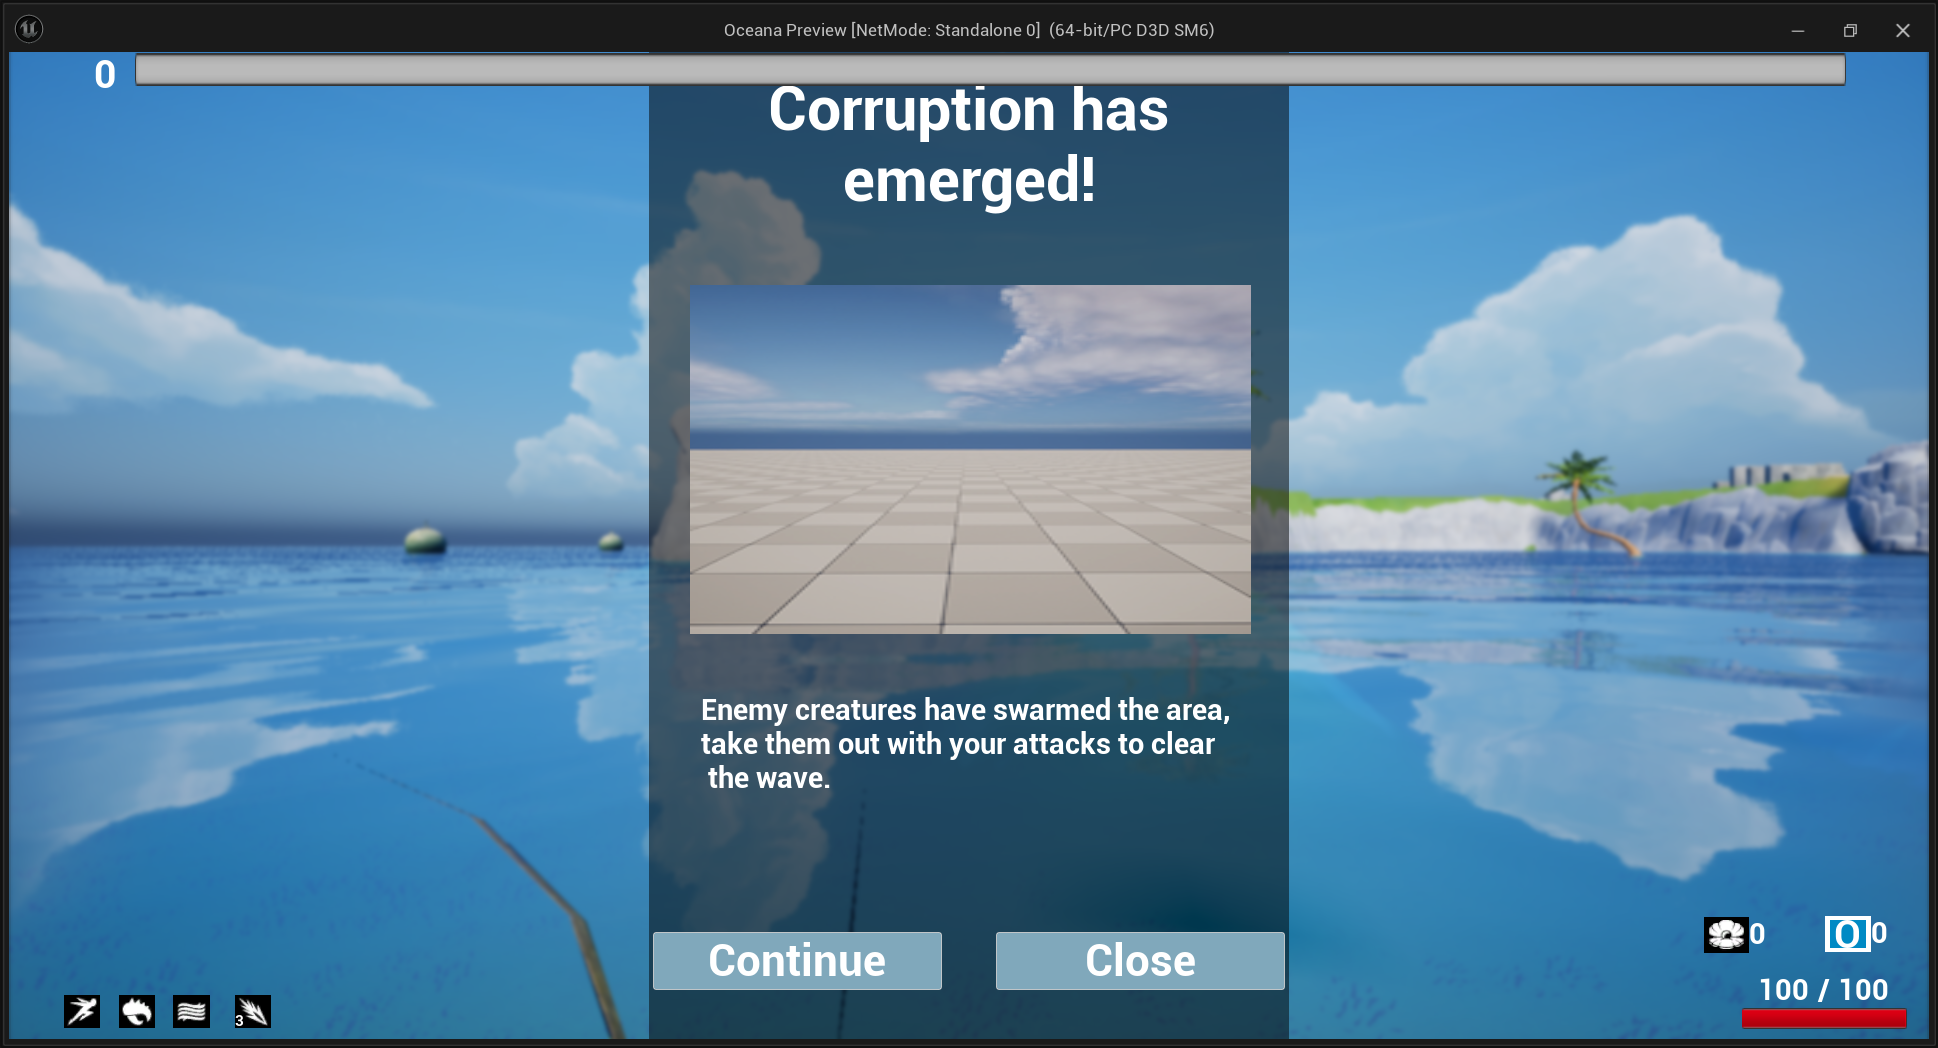 Oceana Preview [NetMode: Standalone 0] (64-bit/PC D3D SM6)
0
Corruption has
emerged!
Enemy creatures have swarmed the area,
take them out with your attacks to clear
the wave.
Continue
Close
0
O 0
100 / 100
3